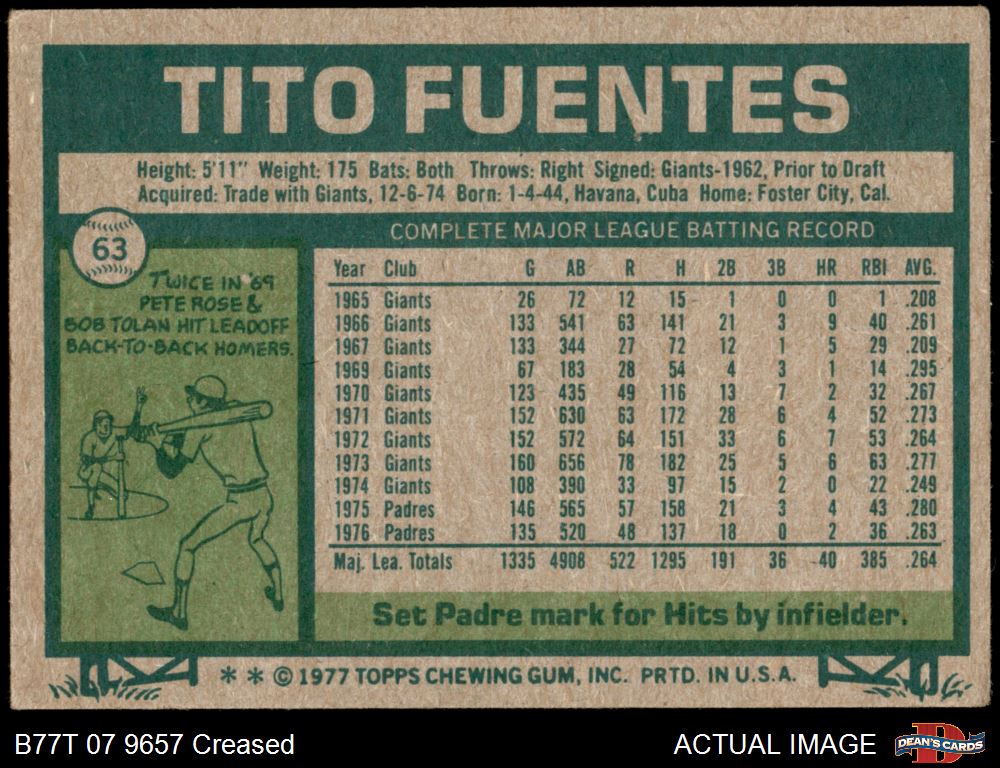 TITO FUENTES
Height: 5'11" Weight: 175 Bats: Both Throws: Right Signed: Giants-1962, Prior to Draft
Acquired: Trade with Giants, 12-6-74 Born: 1-4-44, Havana, Cuba Home: Foster City, Cal.
63
TWICE IN '69
PETE ROSE &
BOB TOLAN HIT LEADOFF
BACK-TO-BACK HOMERS.
COMPLETE MAJOR LEAGUE BATTING RECORD
Year Club G AB R H 2B 3B HR RBI AVG.
1965 Giants 26 72 12 15 1 0 0 1 .208
1966 Giants 133 541 63 141 21 3 9 40 .261
1967 Giants 133 344 27 72 12 1 5 29 .209
1969 Giants 67 183 28 54 4 3 1 14 .295
1970 Giants 123 435 49 116 13 7 2 32 .267
1971 Giants 152 630 63 172 28 6 4 52 .273
1972 Giants 152 572 64 151 33 6 7 53 .264
1973 Giants 160 656 78 182 25 5 6 63 .277
1974 Giants 108 390 33 97 15 2 0 22 .249
1975 Padres 146 565 57 158 21 3 4 43 .280
1976 Padres 135 520 48 137 18 0 2 36 .263
Maj. Lea. Totals 1335 4908 522 1295 191 36 40 385 .264
Set Padre mark for Hits by infielder.
* * © 1977 TOPPS CHEWING GUM, INC. PRTD. IN U.S.A.
B77T 07 9657 Creased
ACTUAL IMAGE
DEAN'S CARDS